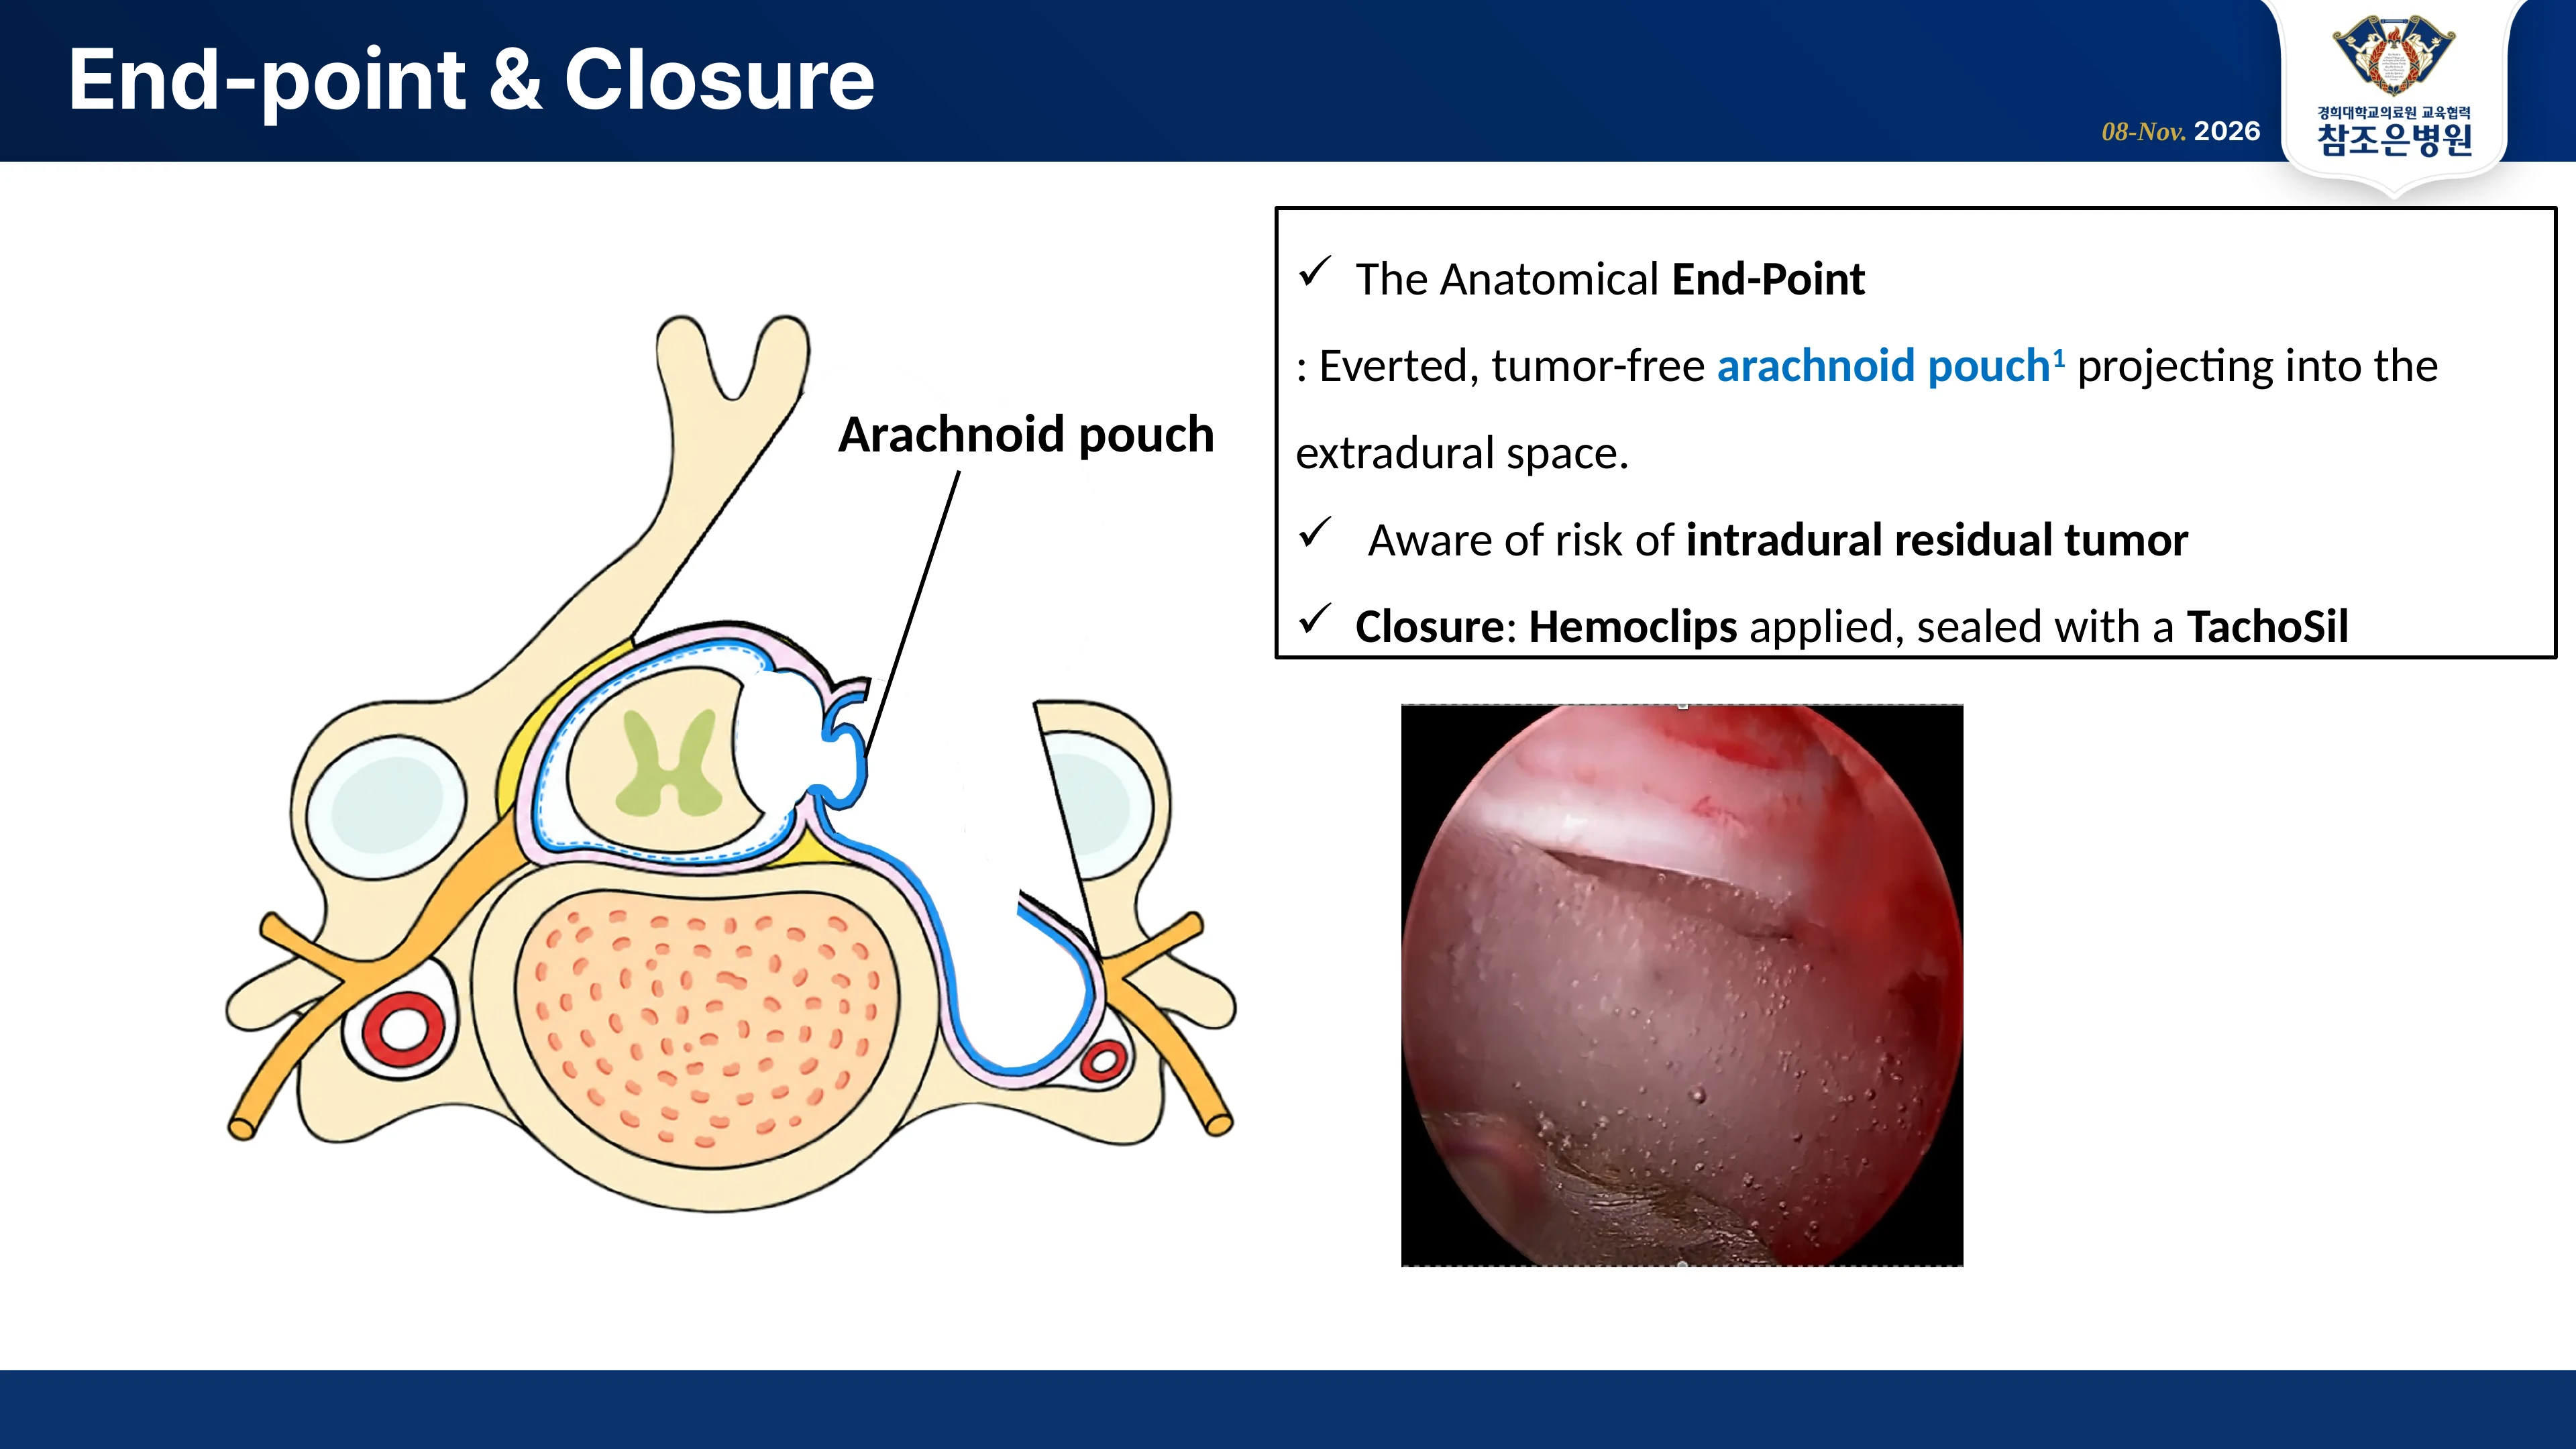 End-point & Closure
08-Nov. 2026
경희대학교의료원 교육협력
참조은병원
✓ The Anatomical End-Point
: Everted, tumor-free arachnoid pouch¹ projecting into the
extradural space.
✓ Aware of risk of intradural residual tumor
✓ Closure: Hemoclips applied, sealed with a TachoSil
Arachnoid pouch